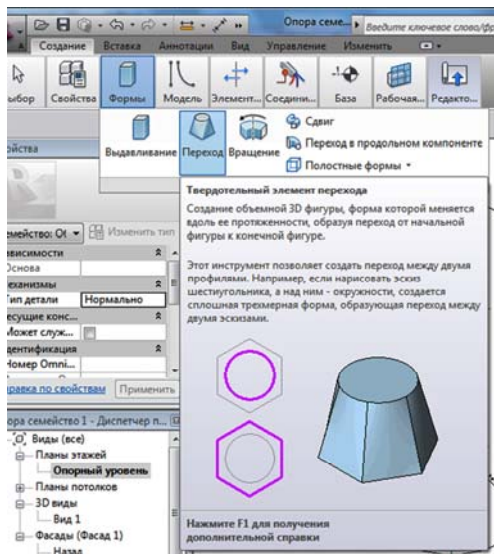 Опора семе...
Введите ключевое слово/фр
Создание Вставка Аннотации Вид Управление Изменить
ыбор Свойства Формы Модель Элемент... Соедини... База Рабочая... Редакто...
Выдавливание Переход Вращение
Сдвиг
Переход в продольном компоненте
Полостные формы
ойства
Твердотельный элемент перехода
Создание объемной 3D фигуры, форма которой меняется
вдоль ее протяженности, образуя переход от начальной
фигуры к конечной фигуре.
Этот инструмент позволяет создать переход между двумя
профилями. Например, если нарисовать эскиз
шестиугольника, а над ним - окружности, создается
сплошная трехмерная форма, образующая переход между
двумя эскизами.
Нажмите F1 для получения
дополнительной справки
емейство: От Изменить тип
ависимости
Основа
еханизмы
Тип детали Нормально
есущие конс...
Может служ...
дентификация
Номер Omni...
равка по свойствам Применить
ора семейство 1 - Диспетчер п...
Виды (все)
Планы этажей
Опорный уровень
Планы потолков
3D виды
Вид 1
Фасады (Фасад 1)
Назад